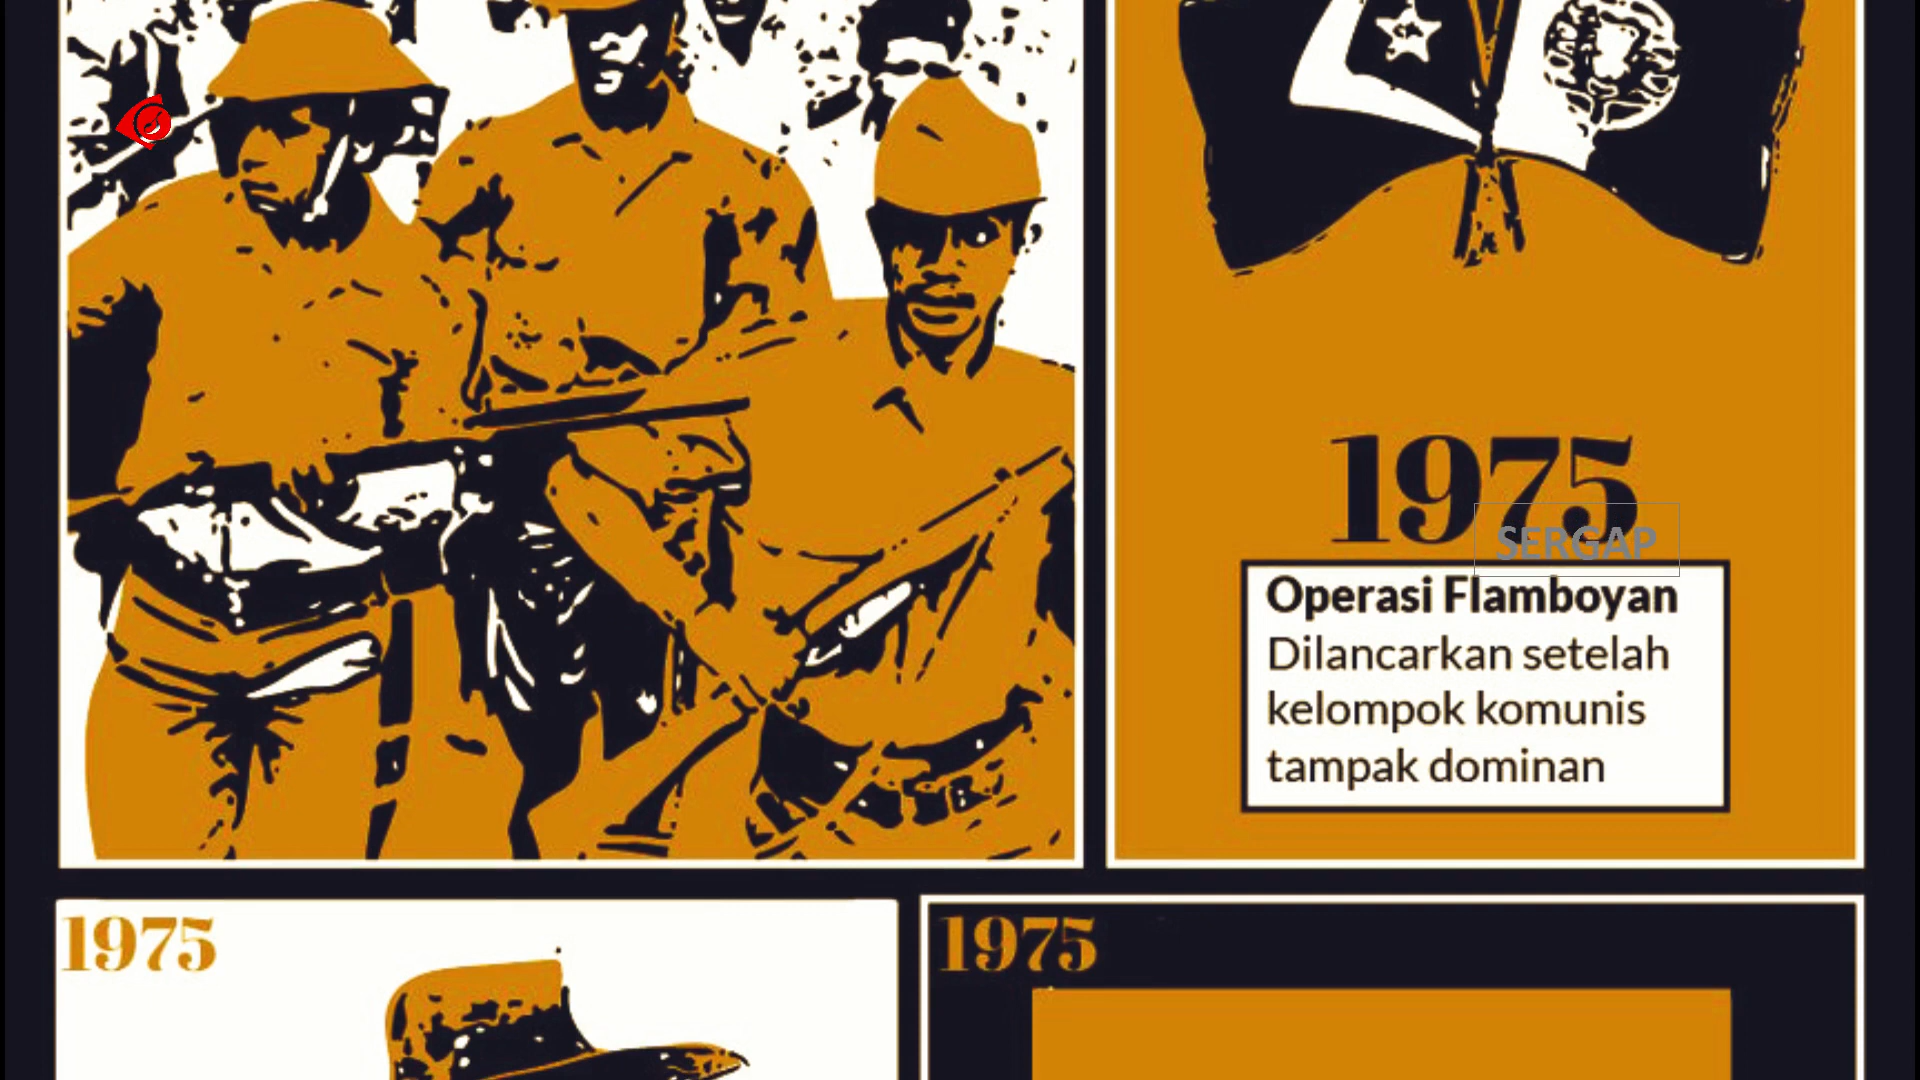 1975
SERGAP
Operasi Flamboyan
Dilancarkan setelah
kelompok komunis
tampak dominan
1975
1975